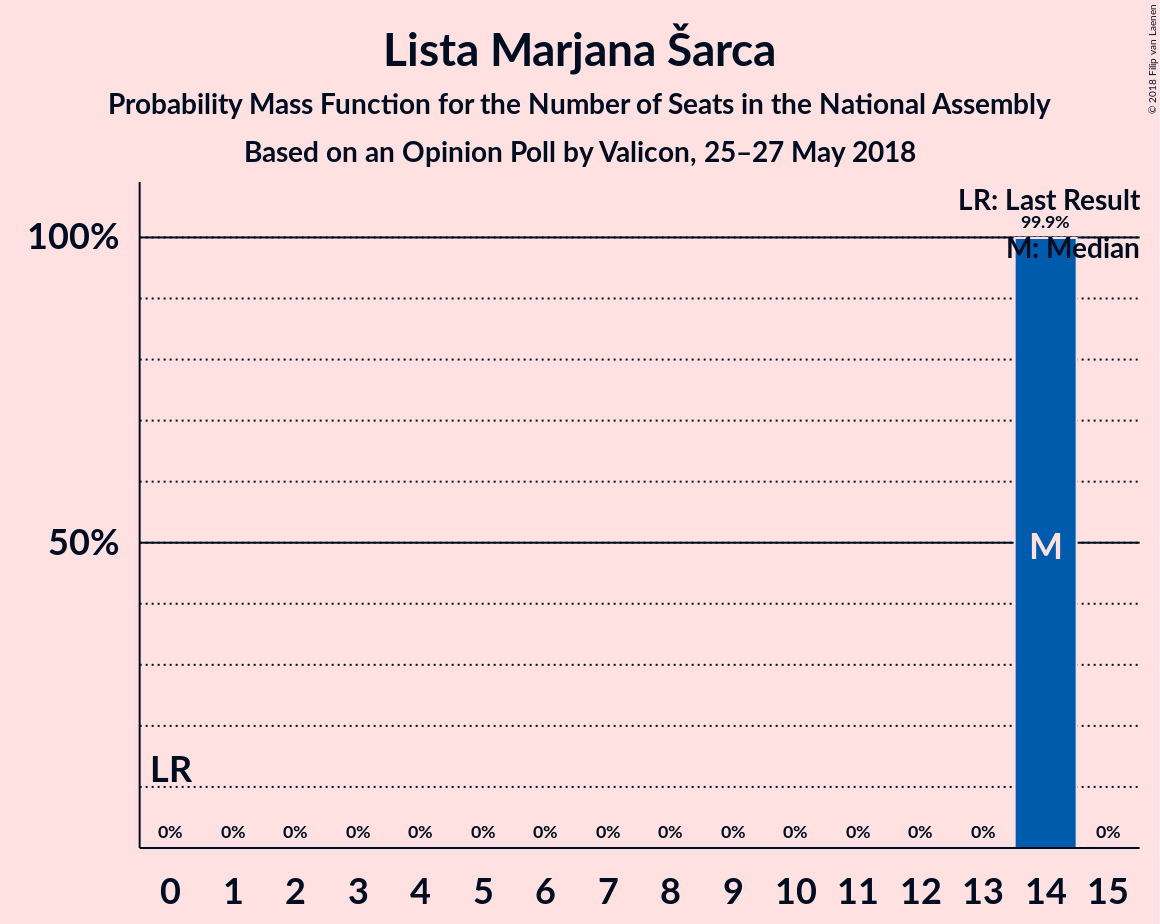 Lista Marjana Šarca
Probability Mass Function for the Number of Seats in the National Assembly
Based on an Opinion Poll by Valicon, 25–27 May 2018
© 2018 Filip van Laenen
LR: Last Result
99.9%
100%
M: Median
50%
M
LR
0% 0% 0% 0% 0% 0% 0% 0% 0% 0% 0% 0% 0% 0% 0%
0 1 2 3 4 5 6 7 8 9 10 11 12 13 14 15